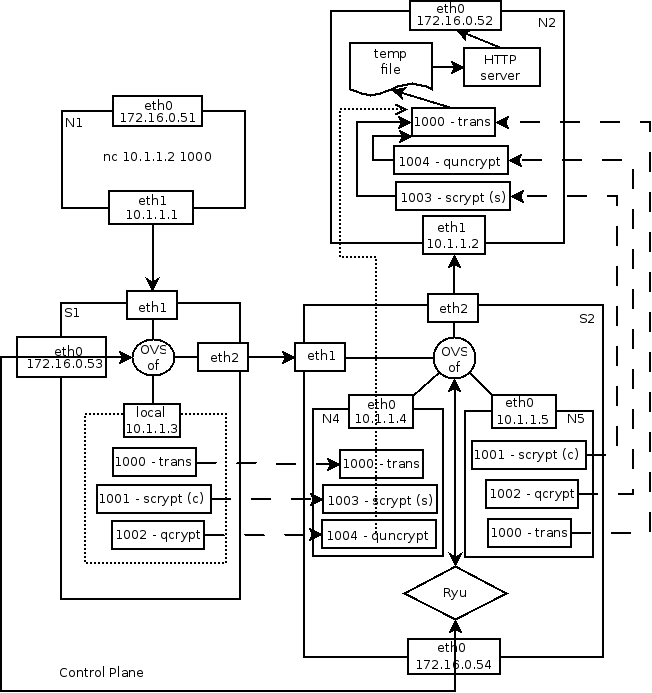 eth0
172.16.0.52
N2
temp
file
HTTP
server
eth0
172.16.0.51
N1
nc 10.1.1.2 1000
1000 - trans
1004 - quncrypt
1003 - scrypt (s)
eth1
10.1.1.1
eth1
10.1.1.2
S1
eth1
eth2
S2
eth0
172.16.0.53
OVS
of
eth2
eth1
OVS
of
local
10.1.1.3
N4
eth0
10.1.1.4
eth0
10.1.1.5
N5
1000 - trans
1000 - trans
1001 - scrypt (c)
1001 - scrypt (c)
1003 - scrypt (s)
1002 - qcrypt
1002 - qcrypt
1004 - quncrypt
1000 - trans
Ryu
eth0
172.16.0.54
Control Plane